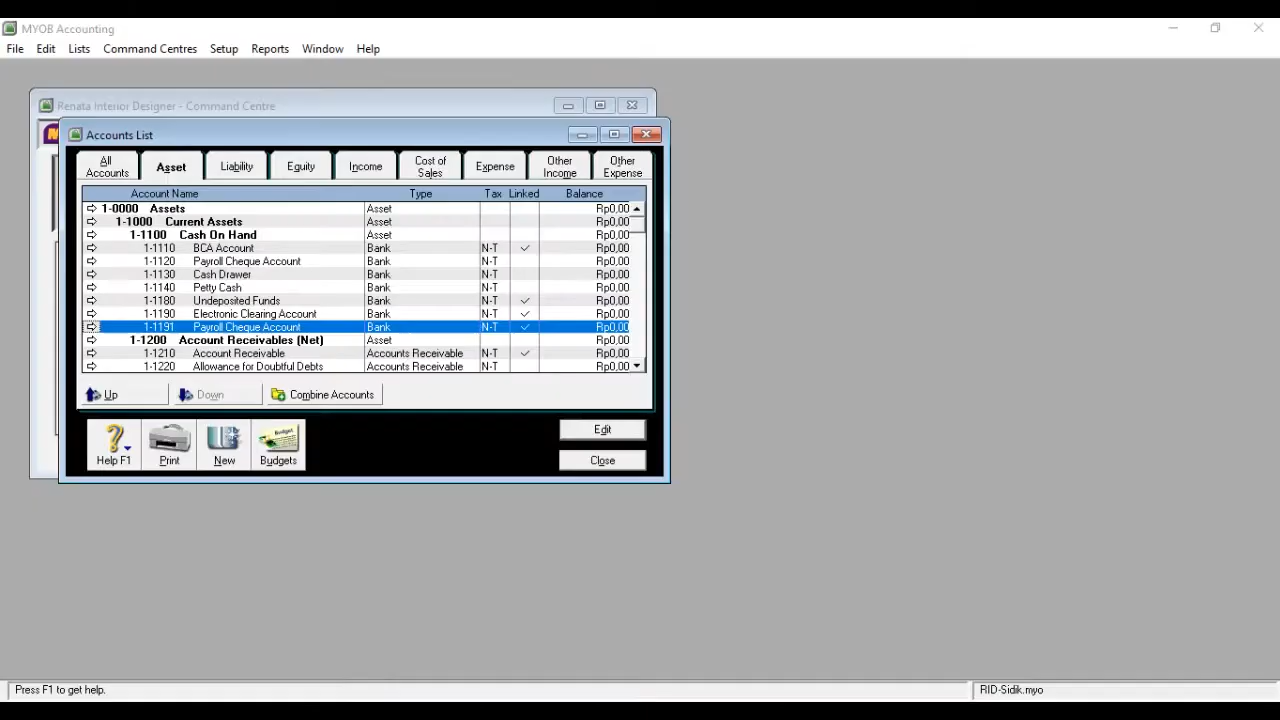 MYOB Accounting
File Edit Lists Command Centres Setup Reports Window Help
Renata Interior Designer - Command Centre
Accounts List
All Accounts Asset Liability Equity Income Cost of Sales Expense Other Income Other Expense
Account Name Type Tax Linked Balance
1-0000 Assets Asset Rp0,00
1-1000 Current Assets Asset Rp0,00
1-1100 Cash On Hand Asset Rp0,00
1-1110 BCA Account Bank N-T Rp0,00
1-1120 Payroll Cheque Account Bank N-T Rp0,00
1-1130 Cash Drawer Bank N-T Rp0,00
1-1140 Petty Cash Bank N-T Rp0,00
1-1180 Undeposited Funds Bank N-T Rp0,00
1-1190 Electronic Clearing Account Bank N-T Rp0,00
1-1191 Payroll Cheque Account Bank N-T Rp0,00
1-1200 Account Receivables (Net) Asset Rp0,00
1-1210 Account Receivable Accounts Receivable N-T Rp0,00
1-1220 Allowance for Doubtful Debts Accounts Receivable N-T Rp0,00
Up Down Combine Accounts
Edit
Help F1 Print New Budgets
Close
Press F1 to get help. RID-Sidik.myo